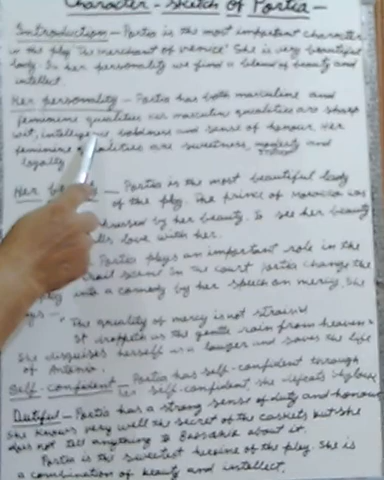 Character - Sketch Of Portia -
Introduction - Portia is the most important character
in the play "The Merchant of Venice" She is very beautiful
lady. In her personality we find a blend of beauty and
intellect.
Her personality - Portia has both masculine and
feminine qualities her masculine qualities are sharp
wit, intelligence boldness and sense of honour. Her
feminine qualities are sweetness, majesty and
loyalty.
Her - Portia is the most beautiful lady
of the play. The prince of Morocco was
by her beauty. To see her beauty
love with her.
Portia plays an important role in the
scene. In the court Portia change the
into a comedy by her speech on mercy. She
"The quality of mercy is not strain'd
It droppeth as the gentle rain from heaven"
She disguises herself as a lawyer and saves the life
of Antonio.
Self-confident - Portia has self-confident through
her self-confident, she defeats Shylock
Dutiful - Portia has a strong sense of duty and honour
She knows very well the secret of the caskets but she
does not tell anything to Bassanio about it.
Portia is the sweetest heroine of the play. She is
a combination of beauty and intellect.